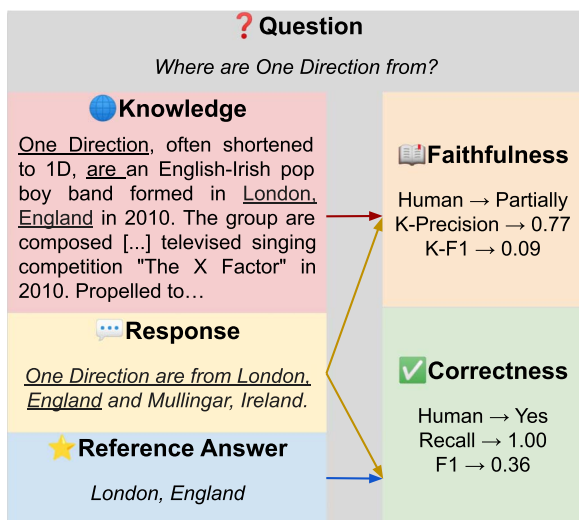 ❓Question
Where are One Direction from?
🌐Knowledge
One Direction, often shortened
to 1D, are an English-Irish pop
boy band formed in London,
England in 2010. The group are
composed [...] televised singing
competition "The X Factor" in
2010. Propelled to…
💬Response
One Direction are from London,
England and Mullingar, Ireland.
⭐Reference Answer
London, England
📖Faithfulness
Human → Partially
K-Precision → 0.77
K-F1 → 0.09
✅Correctness
Human → Yes
Recall → 1.00
F1 → 0.36